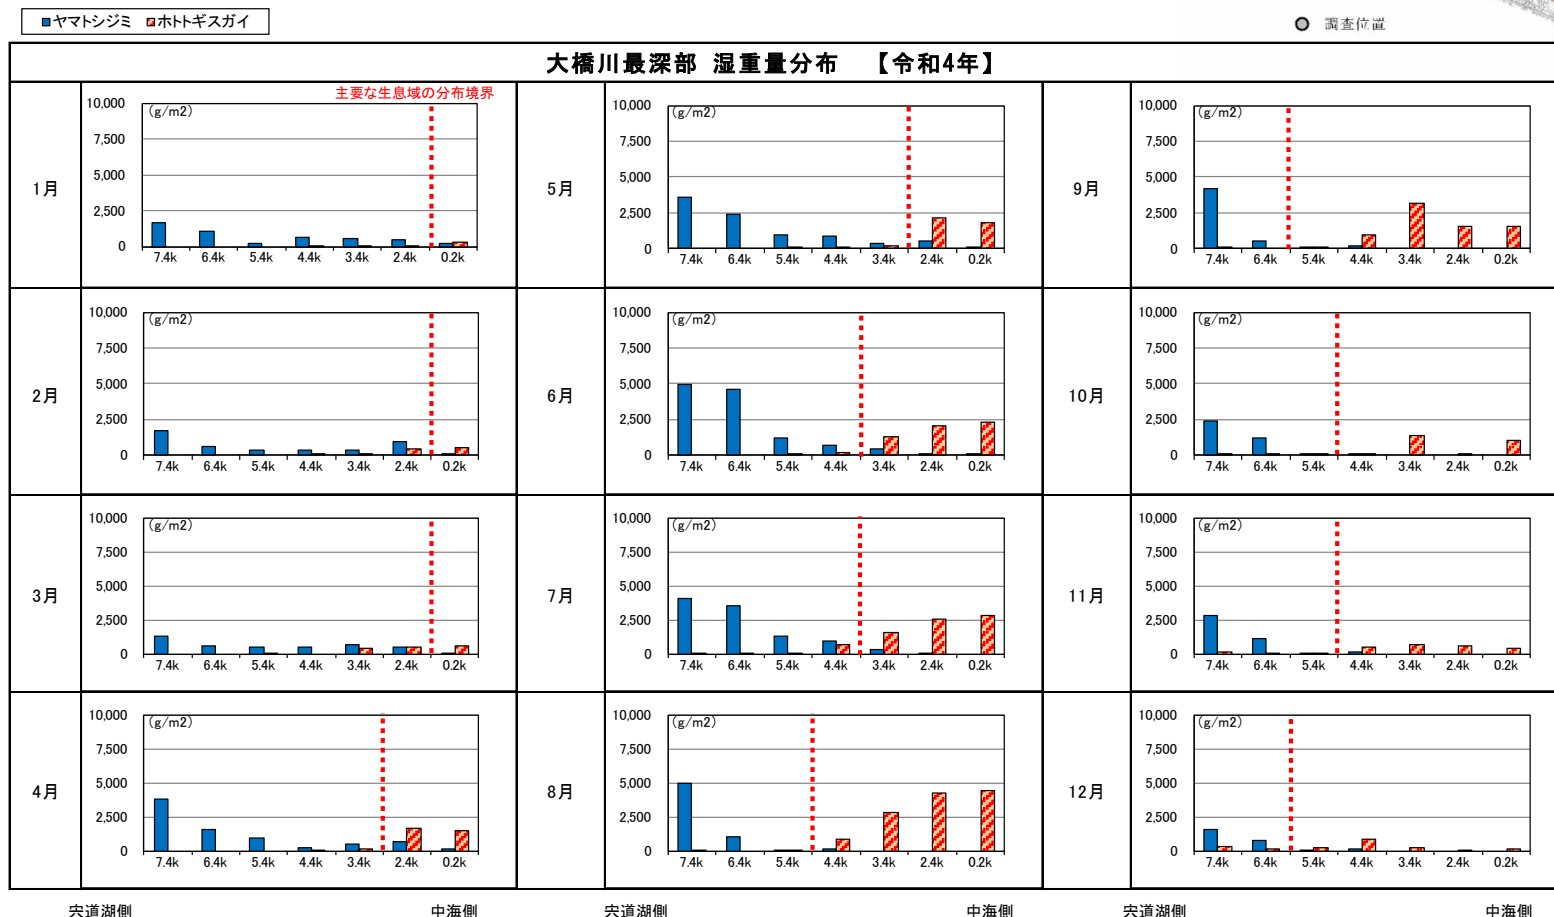 ヤマトシジミ ホトトギスガイ
調査位置
大橋川最深部 湿重量分布 【令和4年】
1月
主要な生息域の分布境界
(g/m2)
10,000
7,500
5,000
2,500
0
7.4k 6.4k 5.4k 4.4k 3.4k 2.4k 0.2k
5月
(g/m2)
10,000
7,500
5,000
2,500
0
7.4k 6.4k 5.4k 4.4k 3.4k 2.4k 0.2k
9月
(g/m2)
10,000
7,500
5,000
2,500
0
7.4k 6.4k 5.4k 4.4k 3.4k 2.4k 0.2k
2月
(g/m2)
10,000
7,500
5,000
2,500
0
7.4k 6.4k 5.4k 4.4k 3.4k 2.4k 0.2k
6月
(g/m2)
10,000
7,500
5,000
2,500
0
7.4k 6.4k 5.4k 4.4k 3.4k 2.4k 0.2k
10月
(g/m2)
10,000
7,500
5,000
2,500
0
7.4k 6.4k 5.4k 4.4k 3.4k 2.4k 0.2k
3月
(g/m2)
10,000
7,500
5,000
2,500
0
7.4k 6.4k 5.4k 4.4k 3.4k 2.4k 0.2k
7月
(g/m2)
10,000
7,500
5,000
2,500
0
7.4k 6.4k 5.4k 4.4k 3.4k 2.4k 0.2k
11月
(g/m2)
10,000
7,500
5,000
2,500
0
7.4k 6.4k 5.4k 4.4k 3.4k 2.4k 0.2k
4月
(g/m2)
10,000
7,500
5,000
2,500
0
7.4k 6.4k 5.4k 4.4k 3.4k 2.4k 0.2k
8月
(g/m2)
10,000
7,500
5,000
2,500
0
7.4k 6.4k 5.4k 4.4k 3.4k 2.4k 0.2k
12月
(g/m2)
10,000
7,500
5,000
2,500
0
7.4k 6.4k 5.4k 4.4k 3.4k 2.4k 0.2k
宍道湖側 中海側 宍道湖側 中海側 宍道湖側 中海側